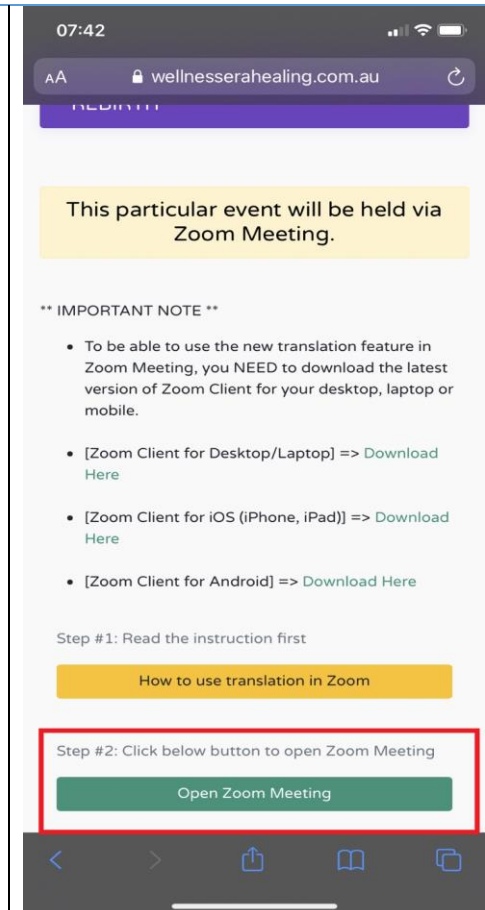 07:42
AA wellnesserahealing.com.au
REBIRTH
This particular event will be held via
Zoom Meeting.
** IMPORTANT NOTE **
• To be able to use the new translation feature in
Zoom Meeting, you NEED to download the latest
version of Zoom Client for your desktop, laptop or
mobile.
• [Zoom Client for Desktop/Laptop] => Download
Here
• [Zoom Client for iOS (iPhone, iPad)] => Download
Here
• [Zoom Client for Android] => Download Here
Step #1: Read the instruction first
How to use translation in Zoom
Step #2: Click below button to open Zoom Meeting
Open Zoom Meeting